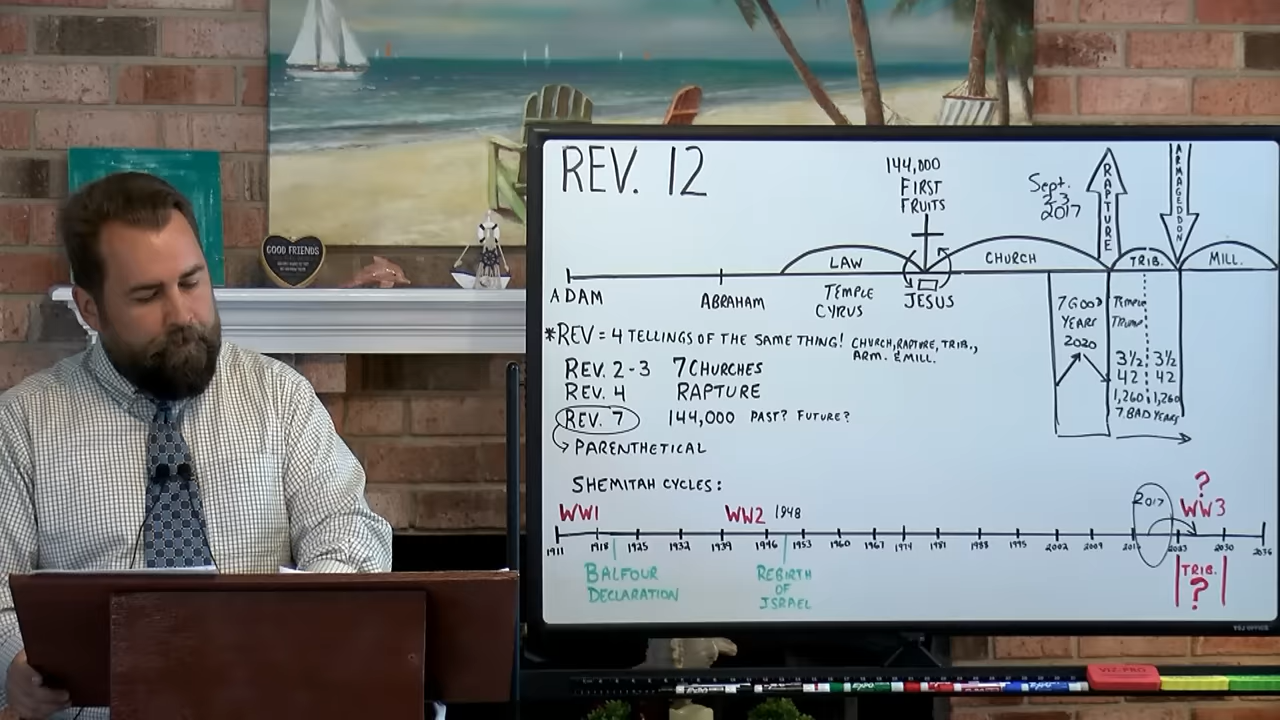 GOOD FRIENDS
REV. 12
144,000
FIRST
FRUITS
Sept.
23
2017
RAPTURE
ARMAGEDDON
LAW
CHURCH
TRIB.
MILL.
ADAM
ABRAHAM
TEMPLE
CYRUS
JESUS
7 GOOD
YEARS
2020
TEMPLE
TRUMP
3½ 3½
42 42
1,260 1,260
7 BAD YEARS
*REV = 4 TELLINGS OF THE SAME THING! CHURCH, RAPTURE, TRIB.,
ARM. & MILL.
REV. 2-3 7 CHURCHES
REV. 4 RAPTURE
REV. 7 144,000 PAST? FUTURE?
PARENTHETICAL
SHEMITAH CYCLES:
WW1 WW2 1948 2017 ? WW3
1911 1918 1925 1932 1939 1946 1953 1960 1967 1974 1981 1988 1995 2002 2009 2023 2030 2036
BALFOUR
DECLARATION
REBIRTH
OF
ISRAEL
TRIB.
?
VIZ-PRO